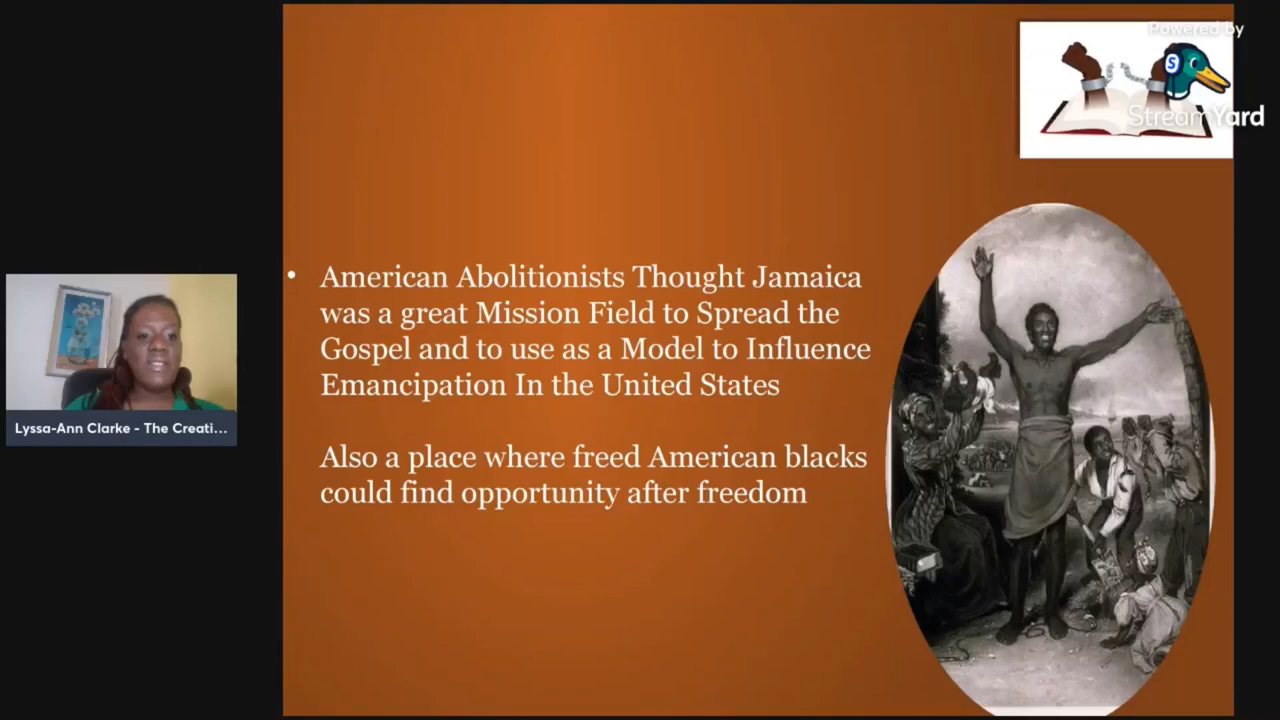 Powered by
S
StreamYard
American Abolitionists Thought Jamaica
was a great Mission Field to Spread the
Gospel and to use as a Model to Influence
Emancipation In the United States
Also a place where freed American blacks
could find opportunity after freedom
Lyssa-Ann Clarke - The Creati...